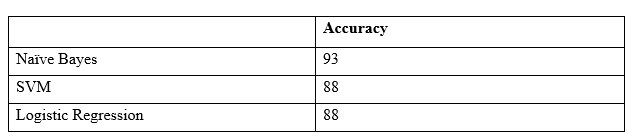 Accuracy
Naïve Bayes 93
SVM 88
Logistic Regression 88